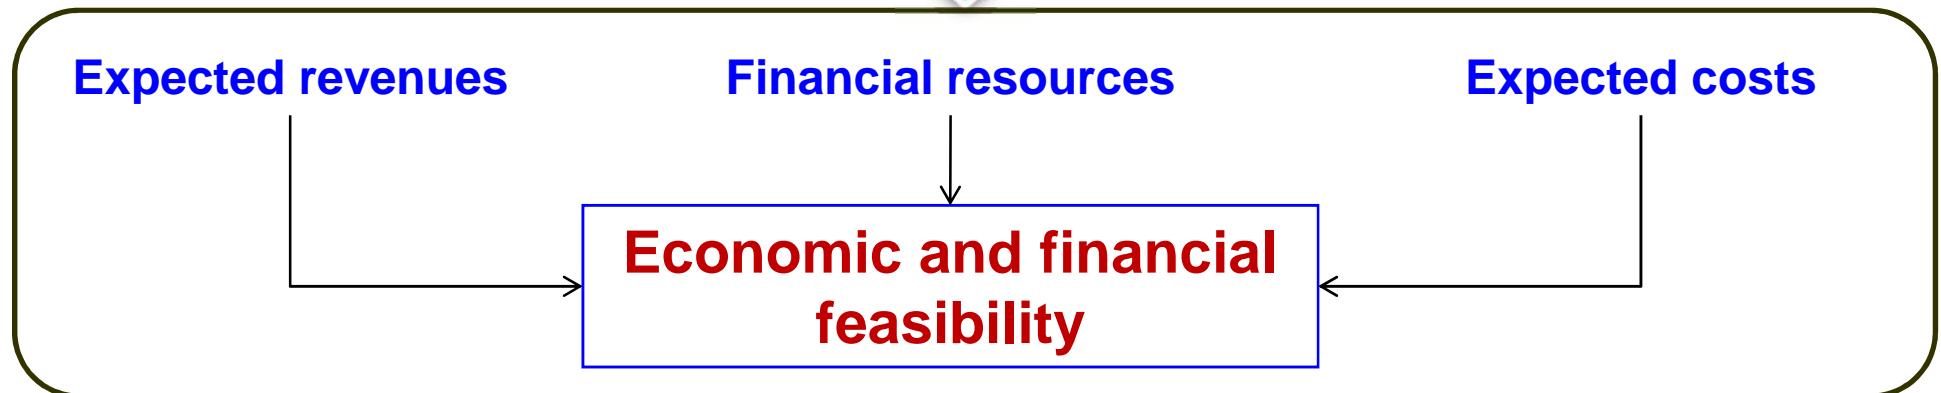 Expected revenues
Financial resources
Expected costs
Economic and financial
feasibility